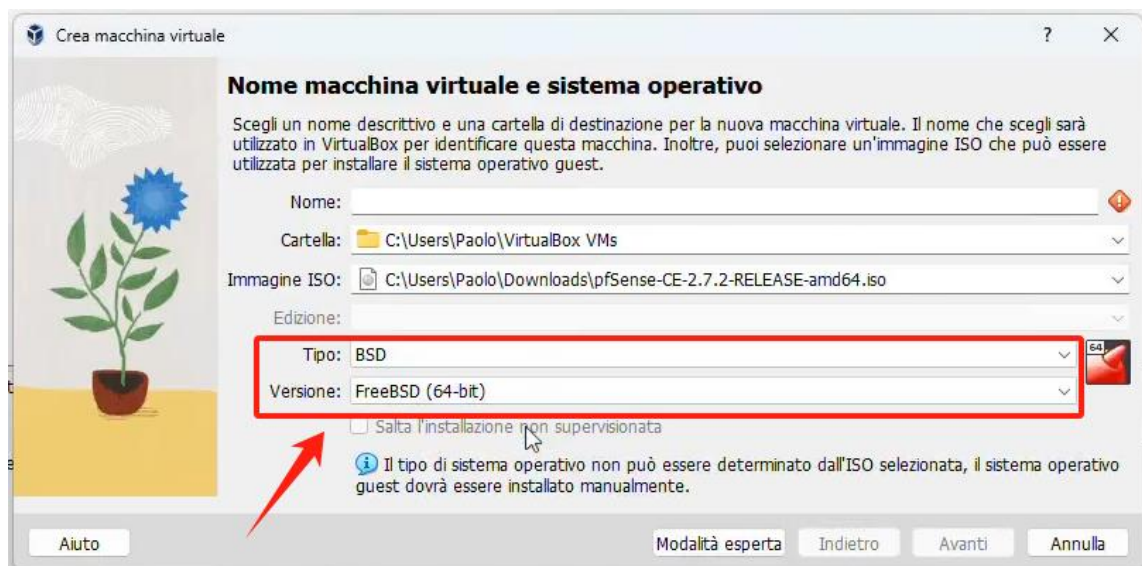 Crea macchina virtuale
?
Nome macchina virtuale e sistema operativo
Scegli un nome descrittivo e una cartella di destinazione per la nuova macchina virtuale. Il nome che scegli sarà
utilizzato in VirtualBox per identificare questa macchina. Inoltre, puoi selezionare un'immagine ISO che può essere
utilizzata per installare il sistema operativo guest.
Nome:
Cartella: C:\Users\Paolo\VirtualBox VMs
Immagine ISO: C:\Users\Paolo\Downloads\pfSense-CE-2.7.2-RELEASE-amd64.iso
Edizione:
Tipo: BSD
64
Versione: FreeBSD (64-bit)
Salta l'installazione non supervisionata
Il tipo di sistema operativo non può essere determinato dall'ISO selezionata, il sistema operativo
guest dovrà essere installato manualmente.
Aiuto Modalità esperta Indietro Avanti Annulla